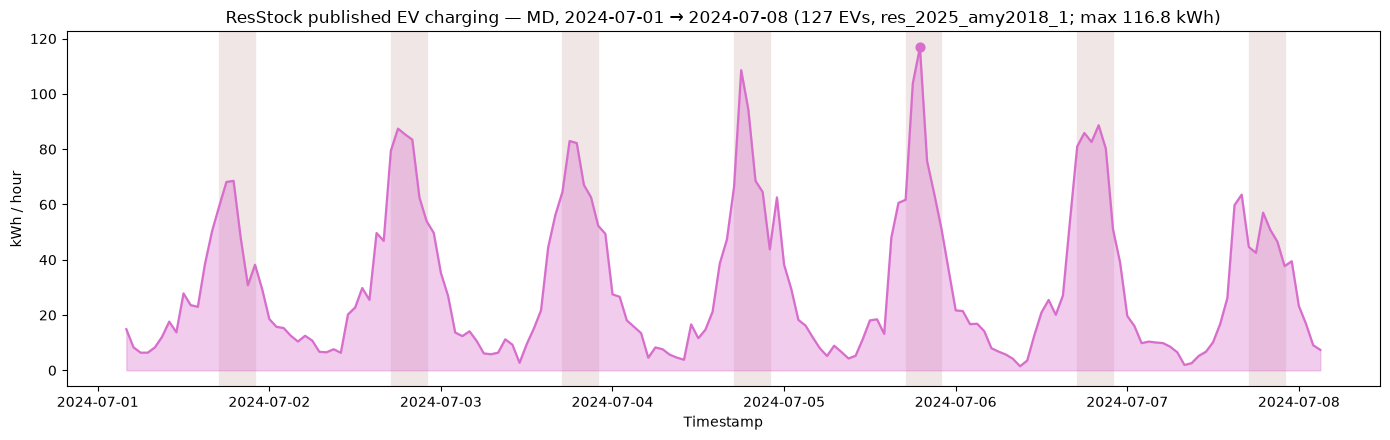 ResStock published EV charging — MD, 2024-07-01 → 2024-07-08 (127 EVs, res_2025_amy2018_1; max 116.8 kWh)
120
100
80
60
40
20
0
kWh / hour
2024-07-01 2024-07-02 2024-07-03 2024-07-04 2024-07-05 2024-07-06 2024-07-07 2024-07-08
Timestamp